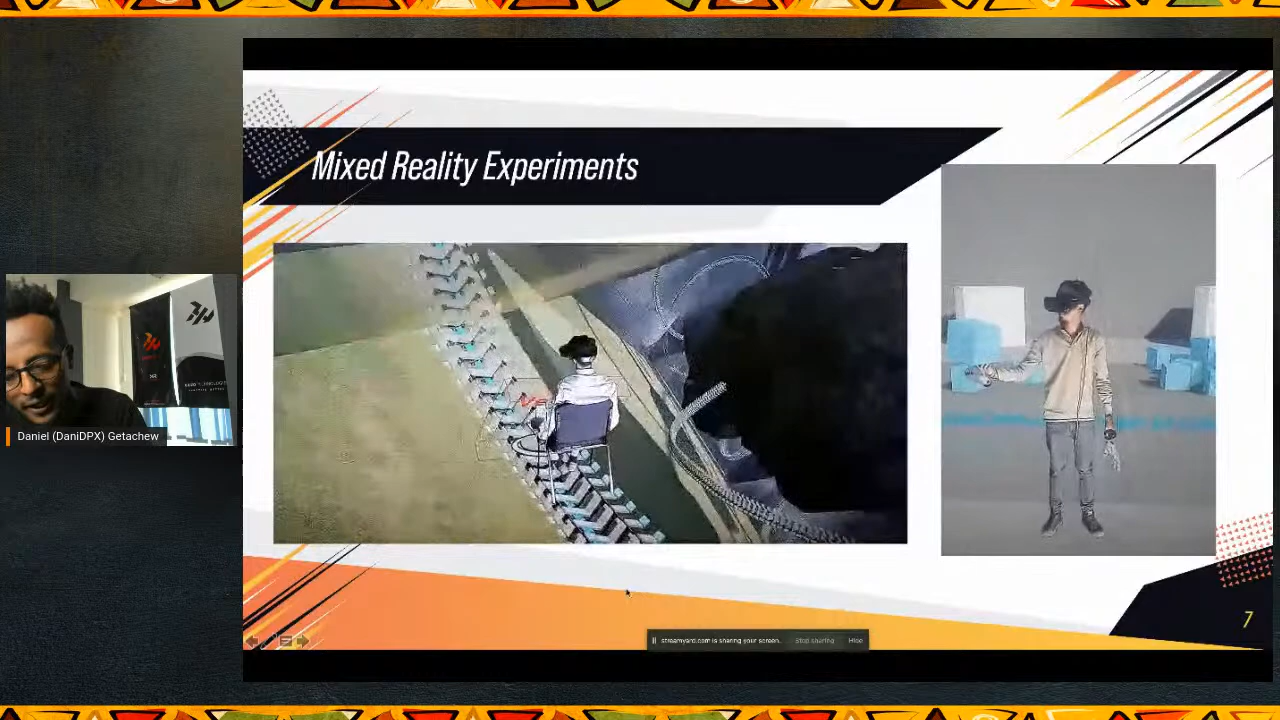 Mixed Reality Experiments
Daniel (DaniDPX) Getachew
7
streamyard.com is sharing your screen.
Stop sharing
Hide